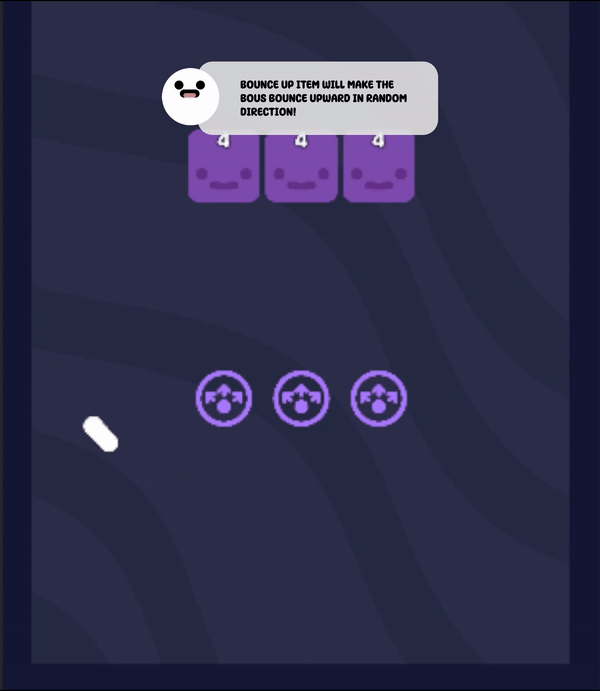 BOUNCE UP ITEM WILL MAKE THE
BOUS BOUNCE UPWARD IN RANDOM
DIRECTION!
4 4 4